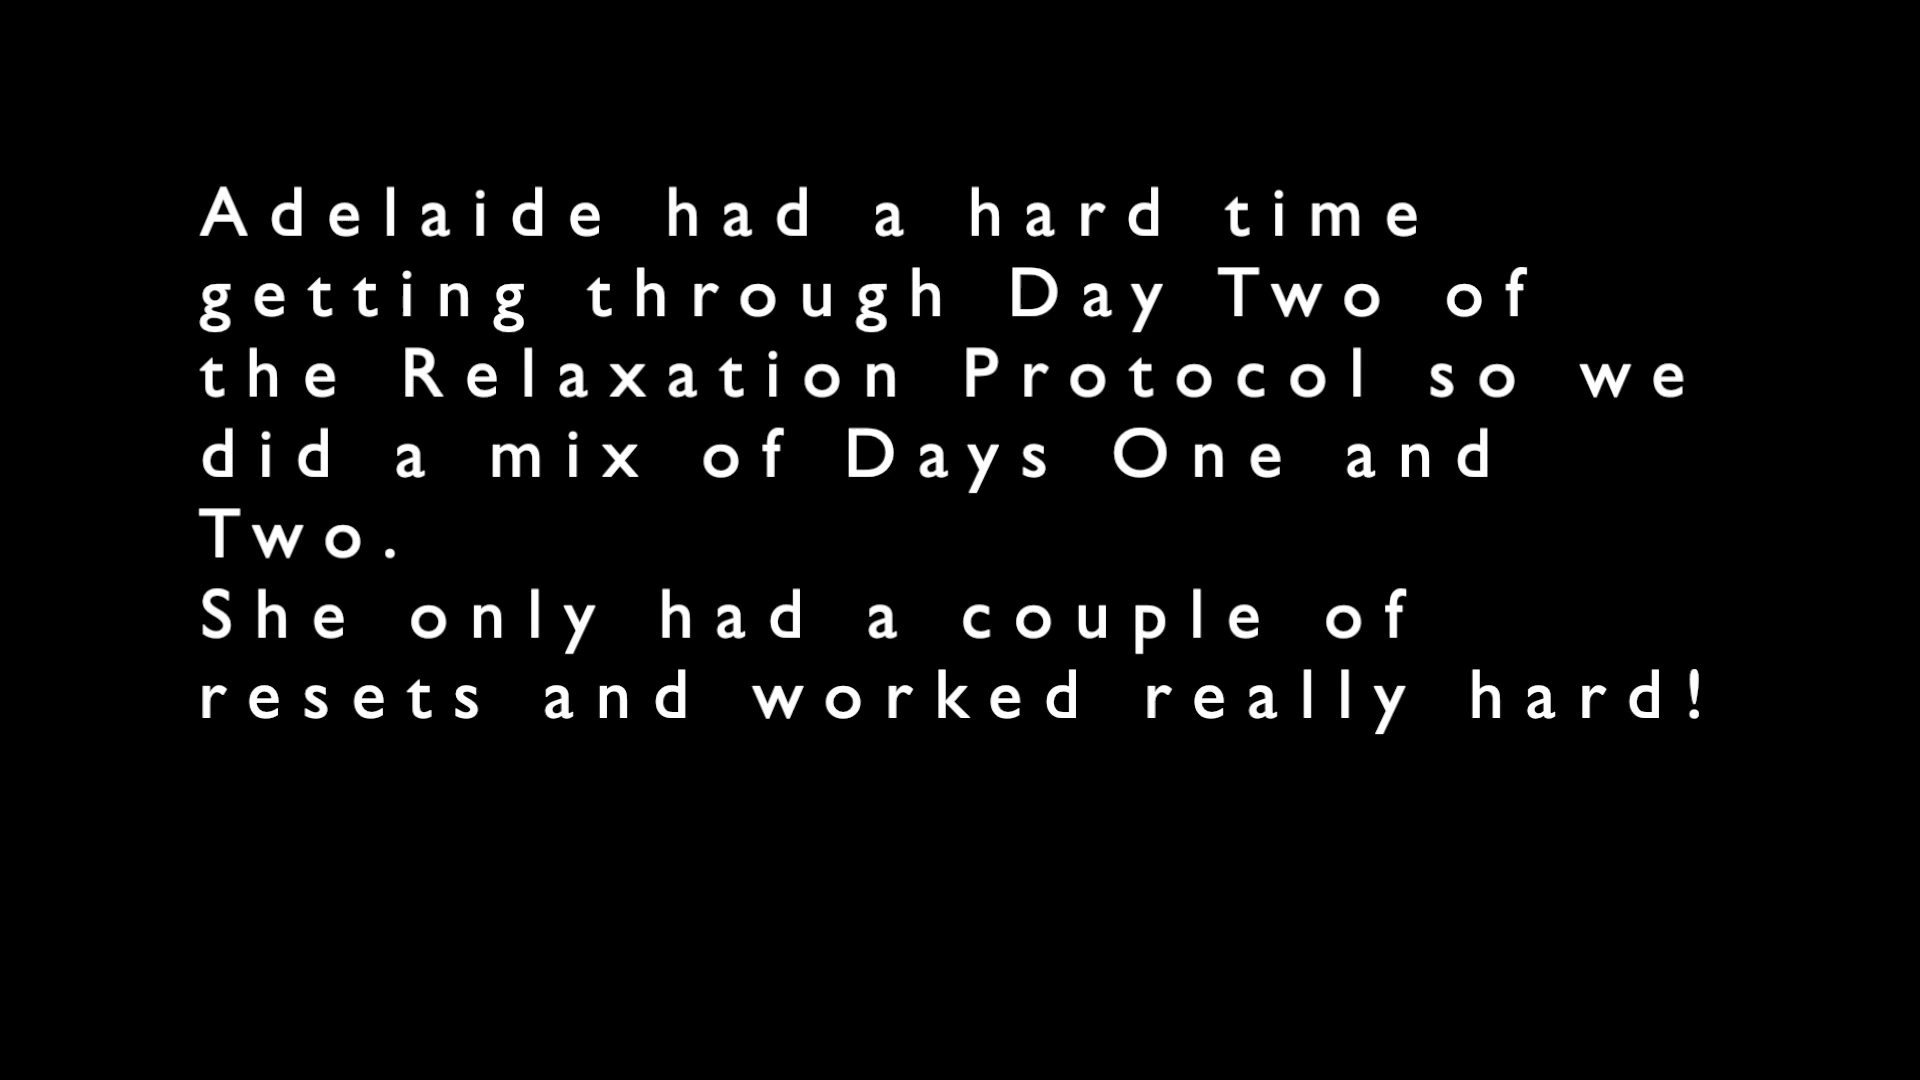 Adelaide had a hard time
getting through Day Two of
the Relaxation Protocol so we
did a mix of Days One and
Two.
She only had a couple of
resets and worked really hard!